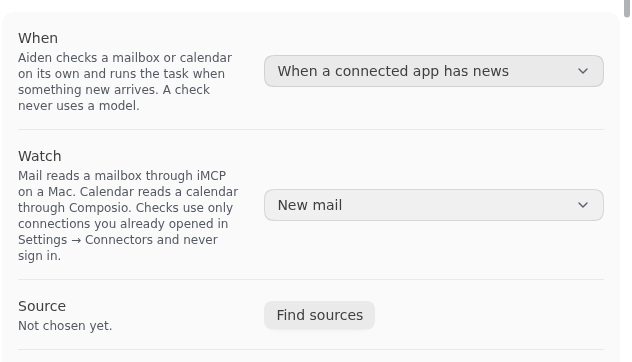 When
Aiden checks a mailbox or calendar
on its own and runs the task when
something new arrives. A check
never uses a model.
When a connected app has news
Watch
Mail reads a mailbox through iMCP
on a Mac. Calendar reads a calendar
through Composio. Checks use only
connections you already opened in
Settings → Connectors and never
sign in.
New mail
Source
Not chosen yet.
Find sources